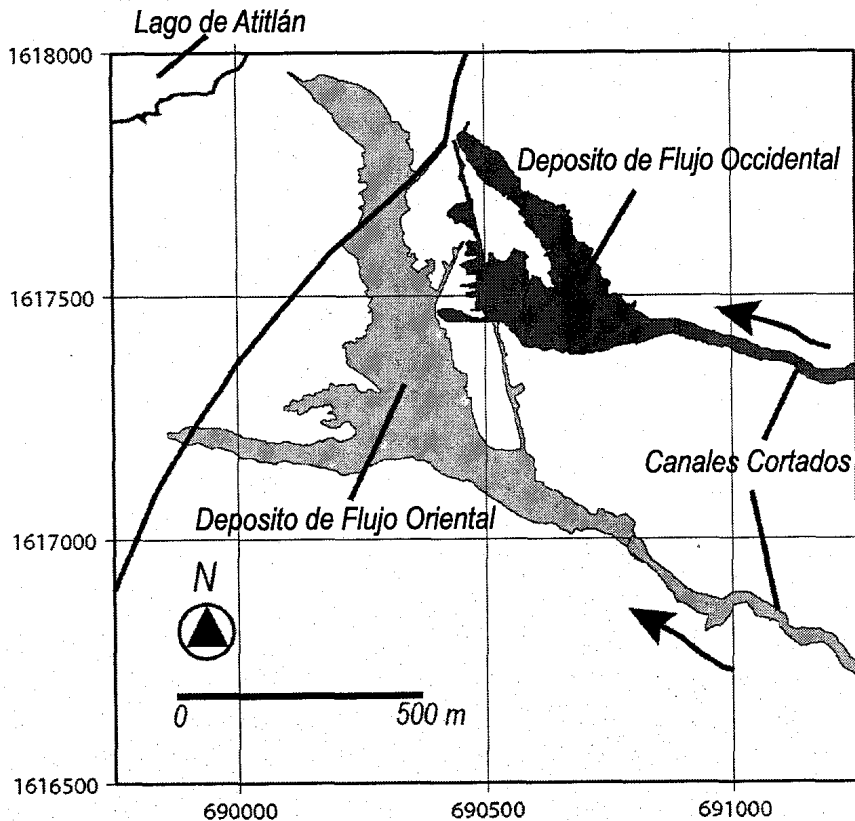 Lago de Atitlán
1618000
Deposito de Flujo Occidental
1617500
Canales Cortados
Deposito de Flujo Oriental
1617000
N
0 500 m
1616500
690000 690500 691000